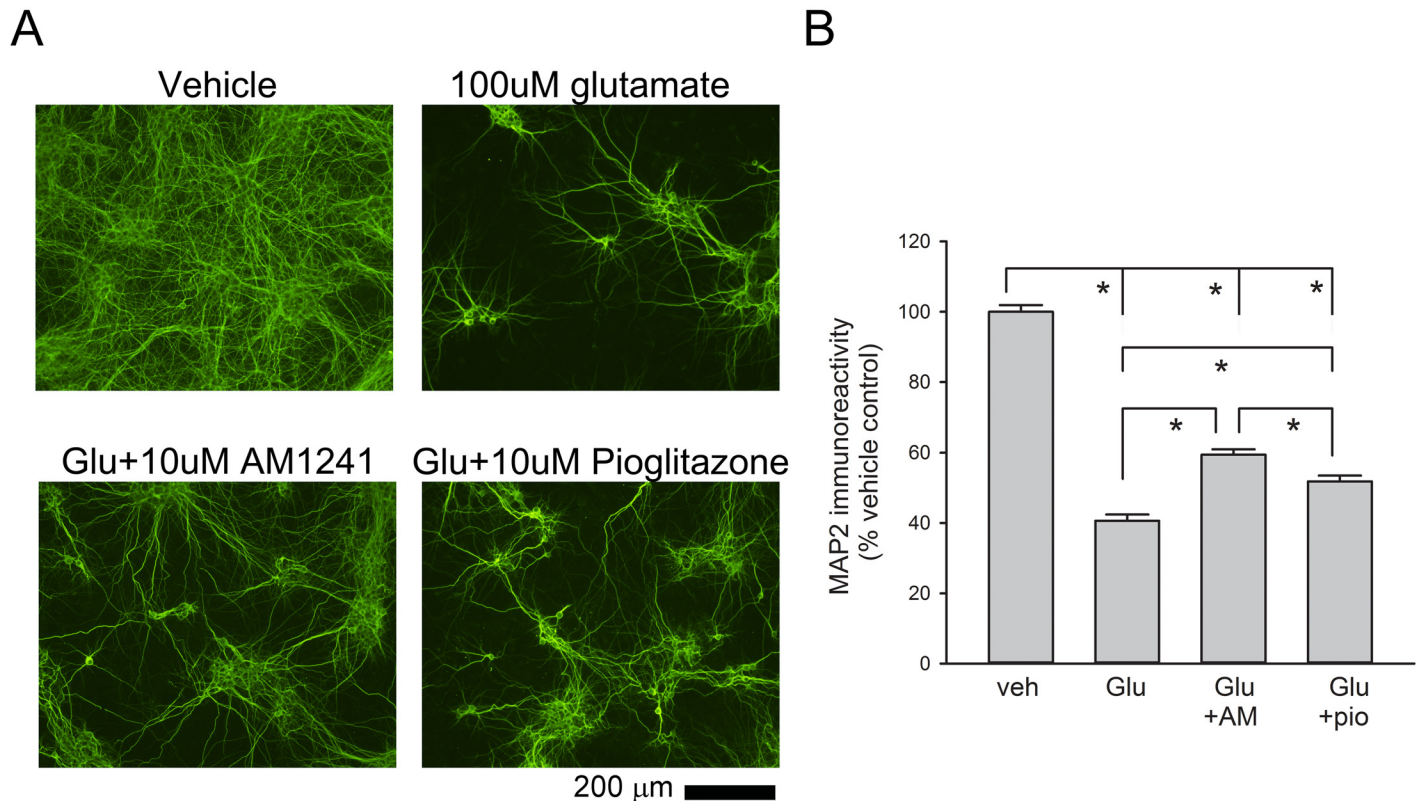 A
Vehicle
100uM glutamate
Glu+10uM AM1241
Glu+10uM Pioglitazone
200 μm
B
MAP2 immunoreactivity
(% vehicle control)
120
100
80
60
40
20
0
* * *
*
* *
veh Glu Glu Glu
+AM +pio